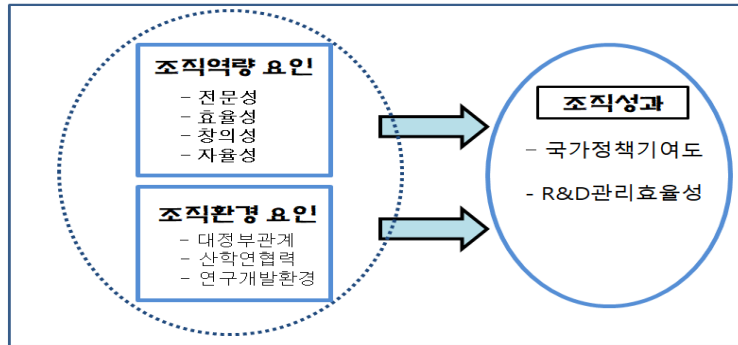 조직역량 요인
– 전문성
– 효율성
– 창의성
– 자율성
조직환경 요인
– 대정부관계
– 산학연협력
– 연구개발환경
조직성과
– 국가정책기여도
- R&D관리효율성